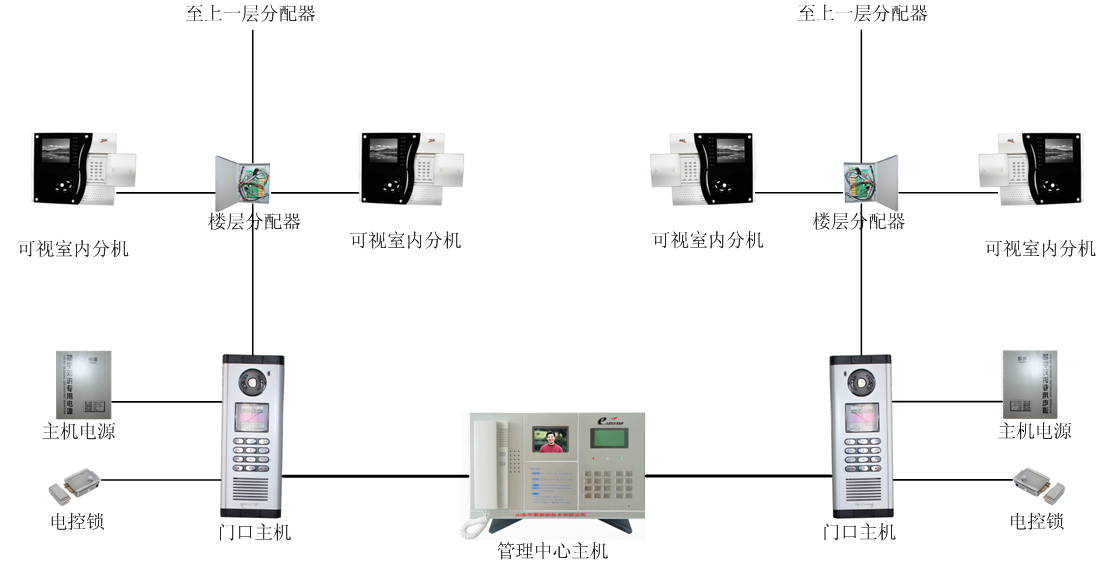 至上一层分配器
至上一层分配器
楼层分配器
楼层分配器
可视室内分机
可视室内分机
可视室内分机
可视室内分机
主机电源
主机电源
电控锁
电控锁
门口主机
门口主机
管理中心主机